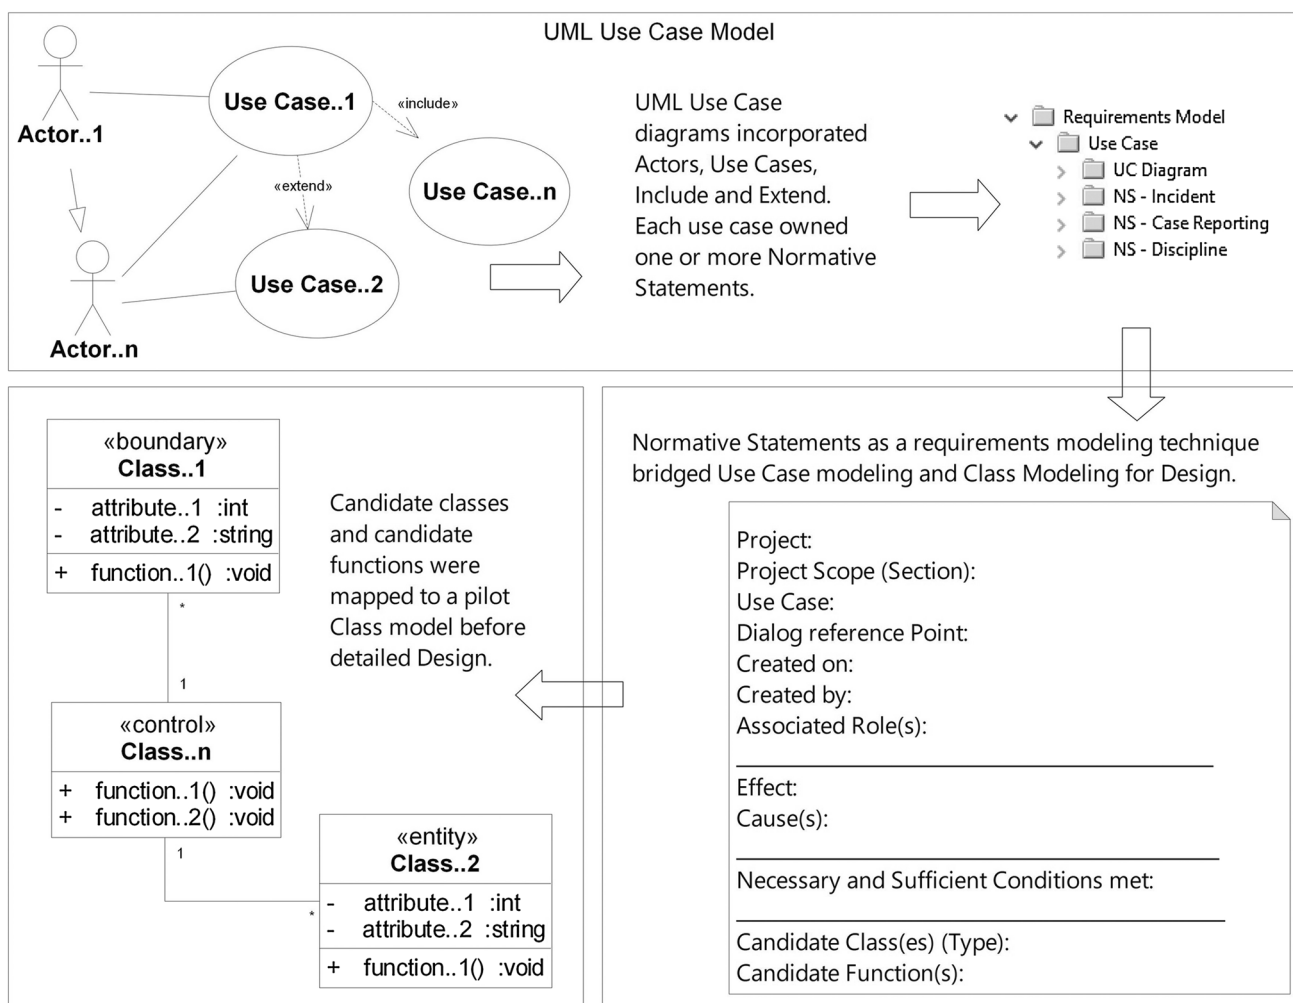 UML Use Case Model
Actor..1
Use Case..1
«include»
Use Case..n
«extend»
Use Case..2
Actor..n
UML Use Case
diagrams incorporated
Actors, Use Cases,
Include and Extend.
Each use case owned
one or more Normative
Statements.
Requirements Model
Use Case
UC Diagram
NS - Incident
NS - Case Reporting
NS - Discipline
Normative Statements as a requirements modeling technique
bridged Use Case modeling and Class Modeling for Design.
Project:
Project Scope (Section):
Use Case:
Dialog reference Point:
Created on:
Created by:
Associated Role(s):
Effect:
Cause(s):
Necessary and Sufficient Conditions met:
Candidate Class(es) (Type):
Candidate Function(s):
Candidate classes
and candidate
functions were
mapped to a pilot
Class model before
detailed Design.
«boundary»
Class..1
- attribute..1 :int
- attribute..2 :string
+ function..1() :void
*
1
«control»
Class..n
+ function..1() :void
+ function..2() :void
1
*
«entity»
Class..2
- attribute..1 :int
- attribute..2 :string
+ function..1() :void